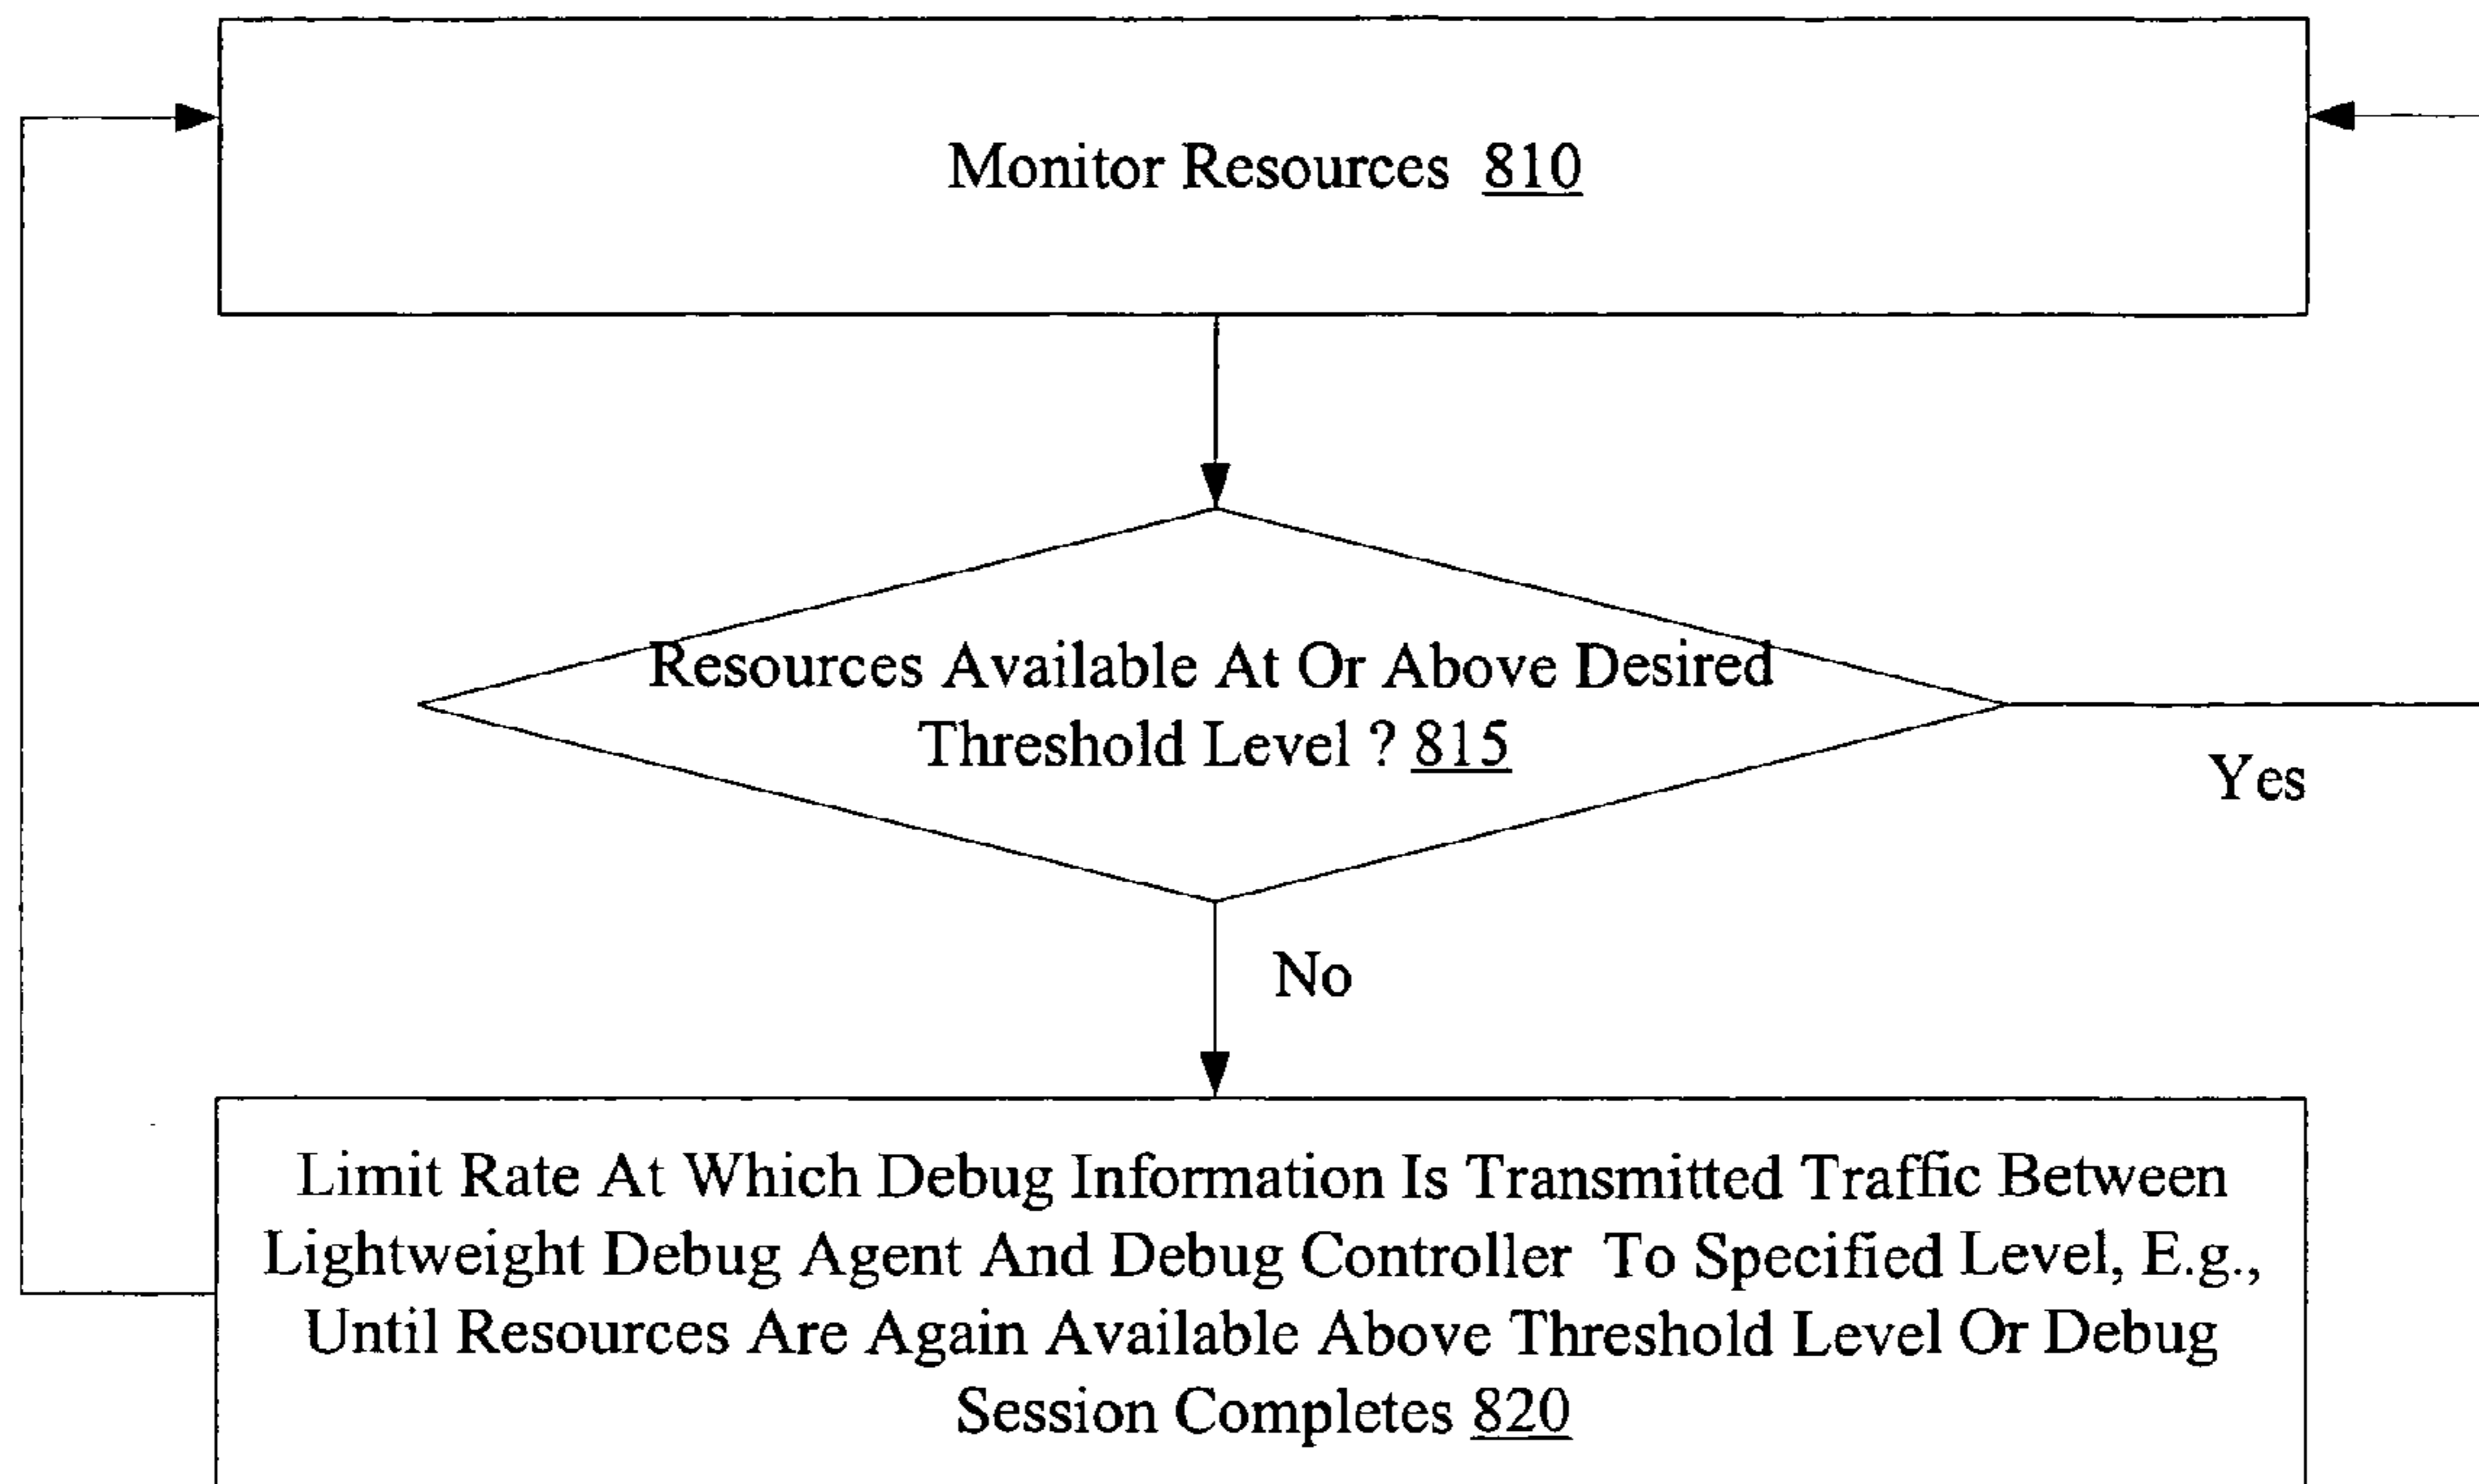 Monitor Resources 810
Resources Available At Or Above Desired
Threshold Level ? 815
Yes
No
Limit Rate At Which Debug Information Is Transmitted Traffic Between
Lightweight Debug Agent And Debug Controller To Specified Level, E.g.,
Until Resources Are Again Available Above Threshold Level Or Debug
Session Completes 820